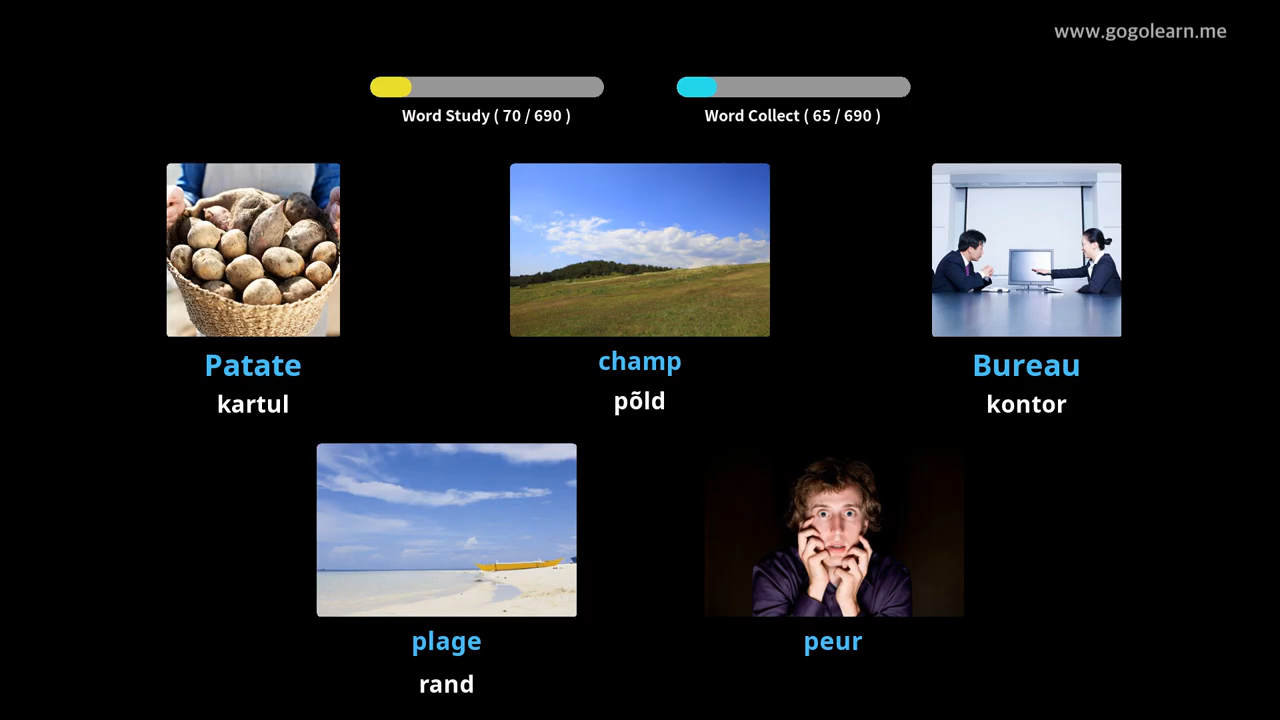 www.gogolearn.me
Word Study ( 70 / 690 )
Word Collect ( 65 / 690 )
Patate
kartul
champ
põld
Bureau
kontor
plage
rand
peur